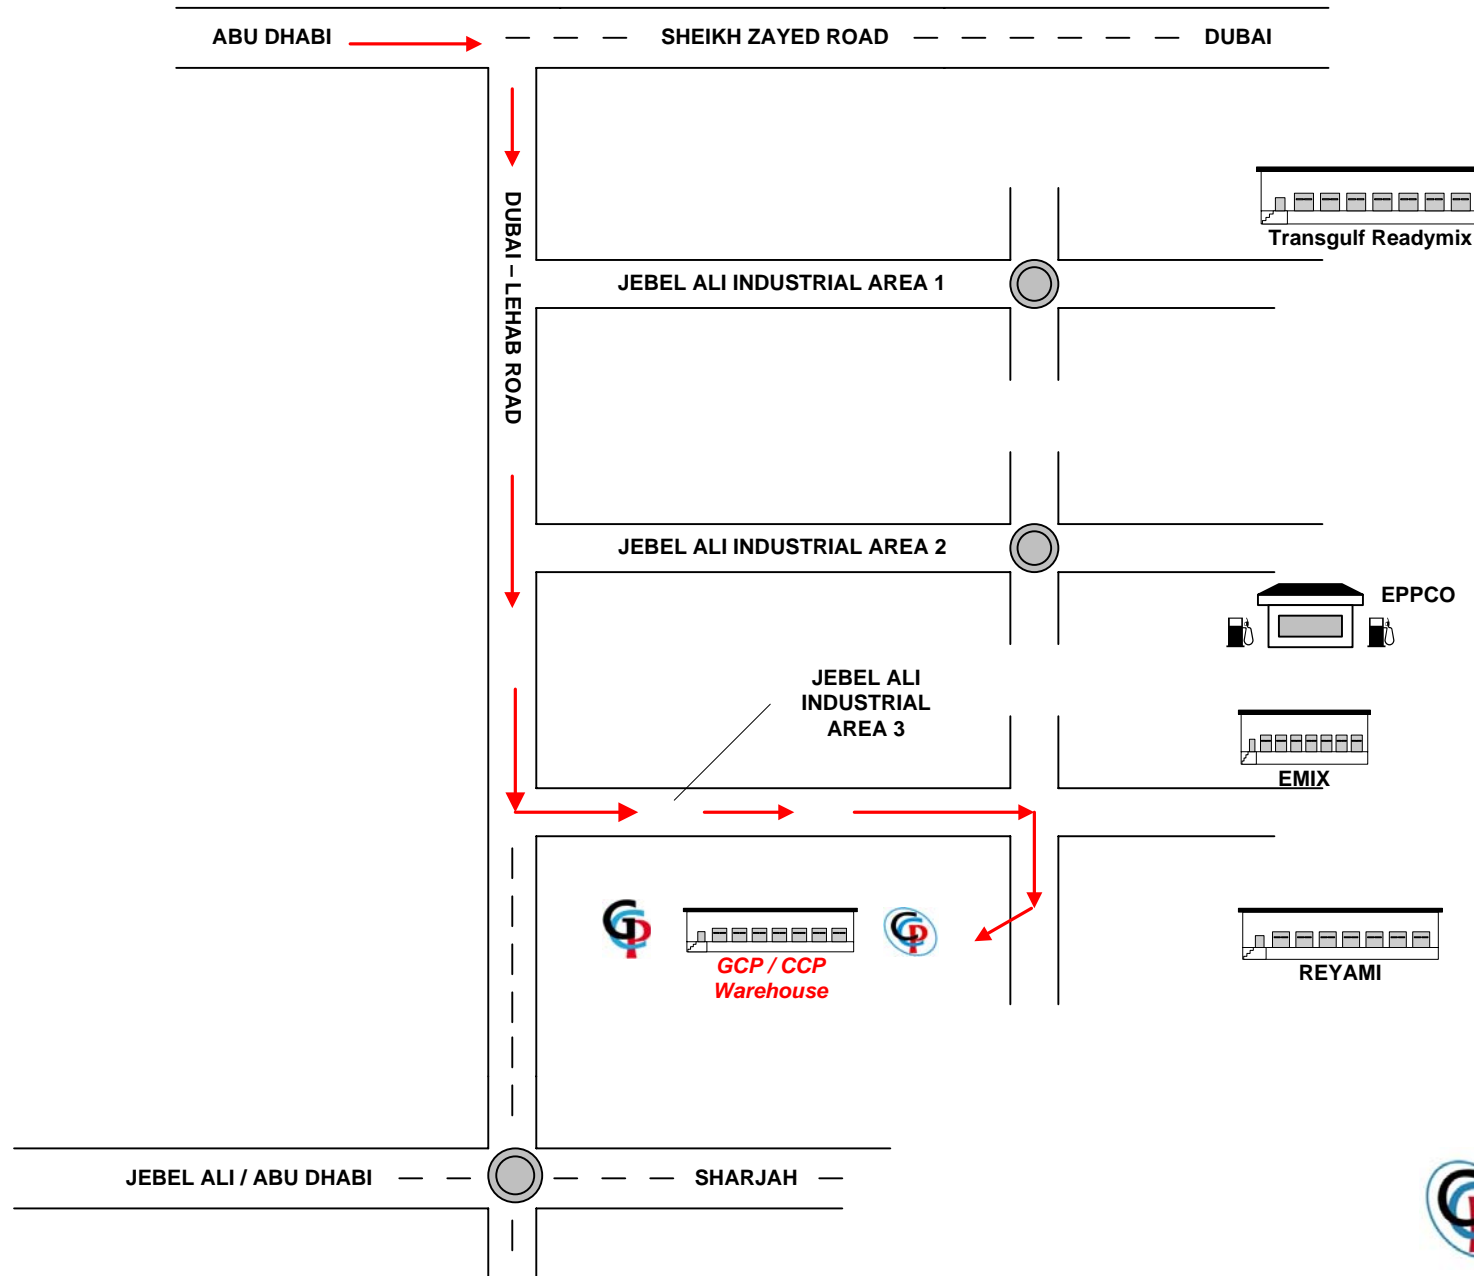 ABU DHABI
SHEIKH ZAYED ROAD
DUBAI
DUBAI – LEHAB ROAD
Transgulf Readymix
JEBEL ALI INDUSTRIAL AREA 1
JEBEL ALI INDUSTRIAL AREA 2
EPPCO
JEBEL ALI
INDUSTRIAL
AREA 3
EMIX
GCP / CCP
Warehouse
REYAMI
JEBEL ALI / ABU DHABI
SHARJAH